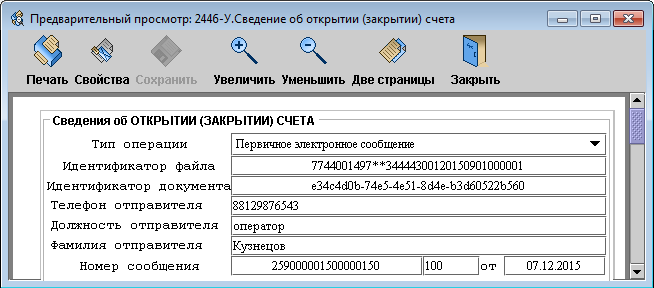 Предварительный просмотр: 2446-У.Сведение об открытии (закрытии) счета
Печать Свойства Сохранить Увеличить Уменьшить Две страницы Закрыть
Сведения об ОТКРЫТИИ (ЗАКРЫТИИ) СЧЕТА
Тип операции Первичное электронное сообщение
Идентификатор файла 7744001497**34444300120150901000001
Идентификатор документа e34c4d0b-74e5-4e51-8d4e-b3d60522b560
Телефон отправителя 88129876543
Должность отправителя оператор
Фамилия отправителя Кузнецов
Номер сообщения 259000001500000150 100 от 07.12.2015